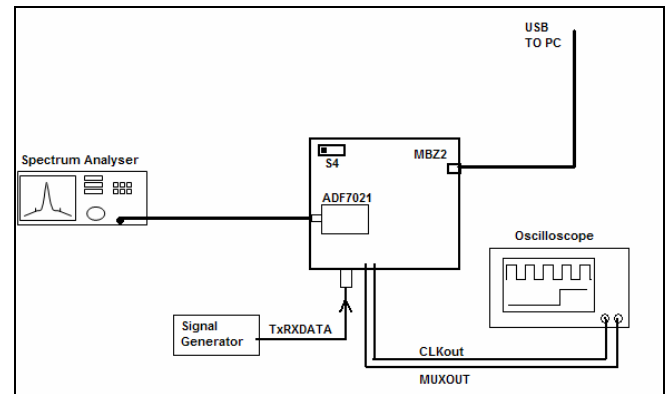 USB
TO PC
S4
MBZ2
Spectrum Analyser
ADF7021
Oscilloscope
Signal
Generator
TxRXDATA
CLKout
MUXOUT